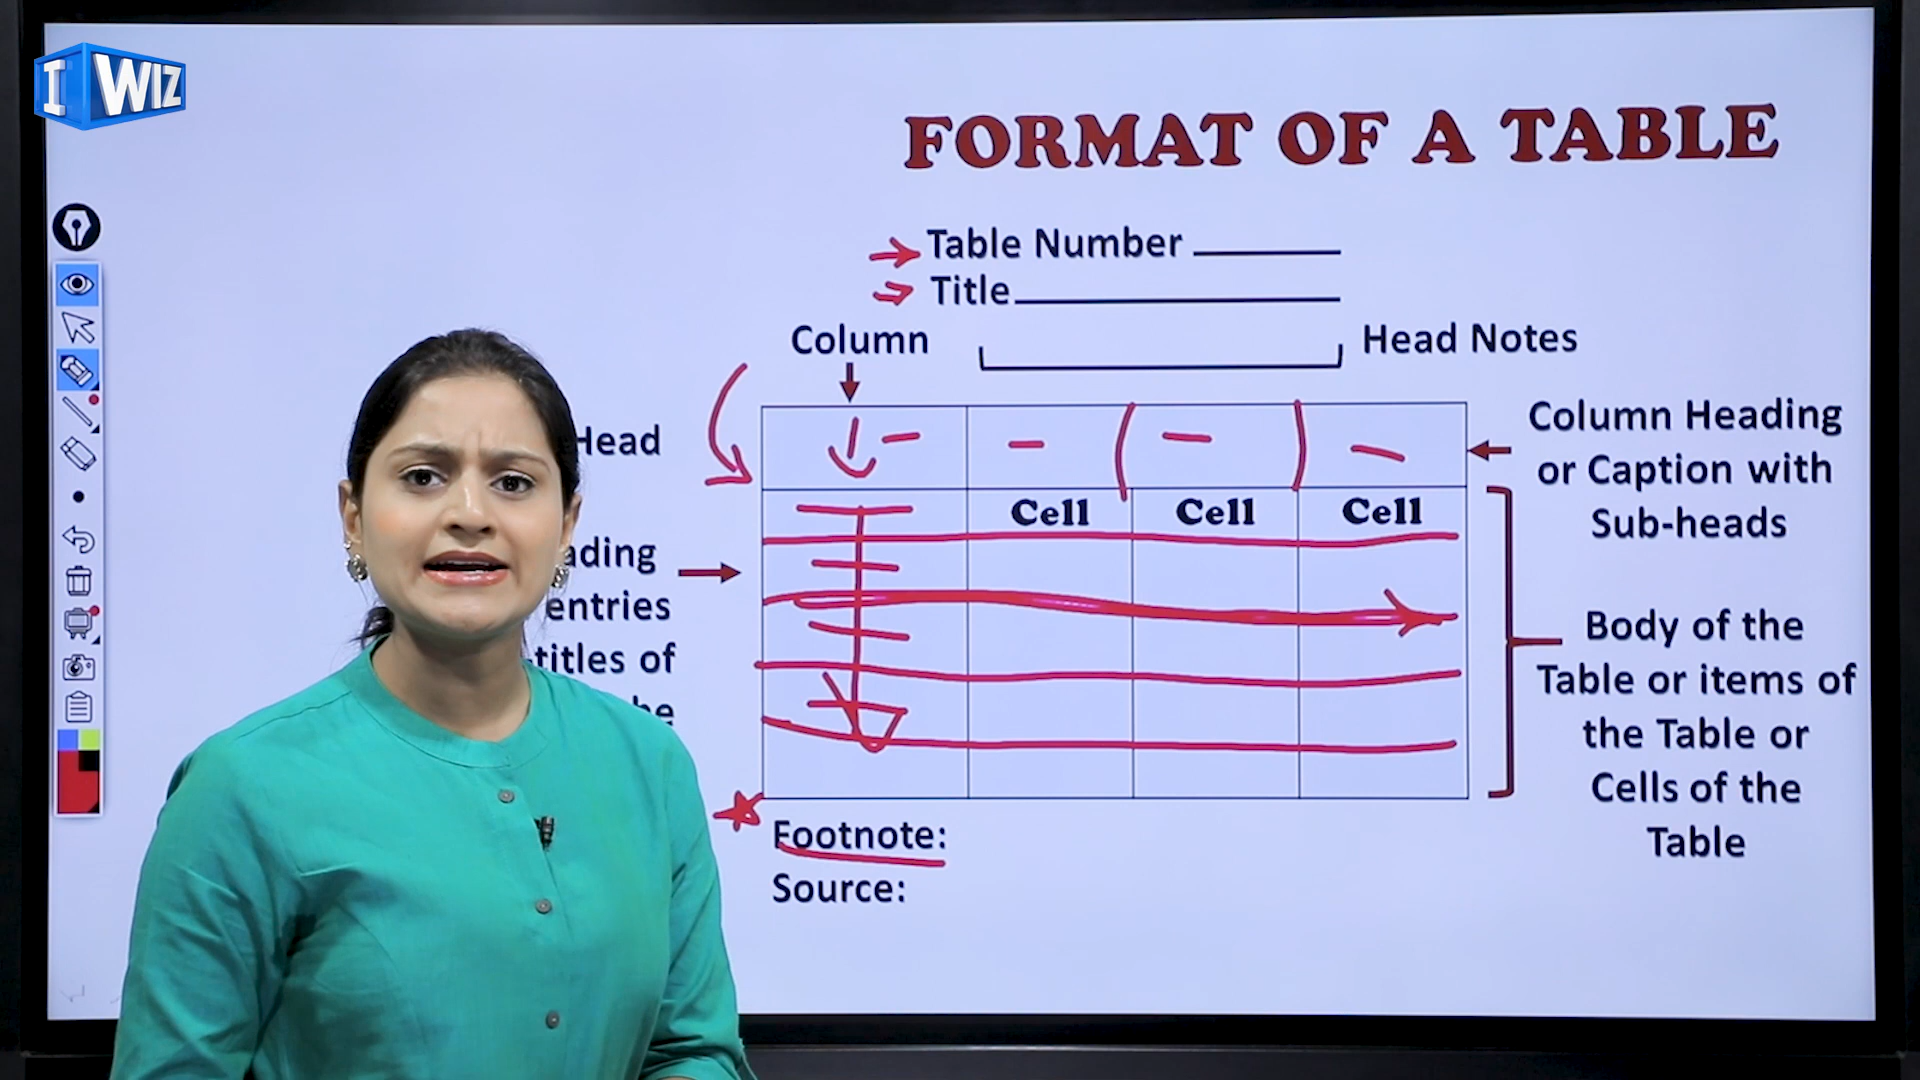 I WIZ
FORMAT OF A TABLE
Table Number
Title
Column
Head Notes
Head
Column Heading
or Caption with
Sub-heads
Cell Cell Cell
entries
titles of
Body of the
Table or items of
the Table or
Cells of the
Table
Footnote:
Source: